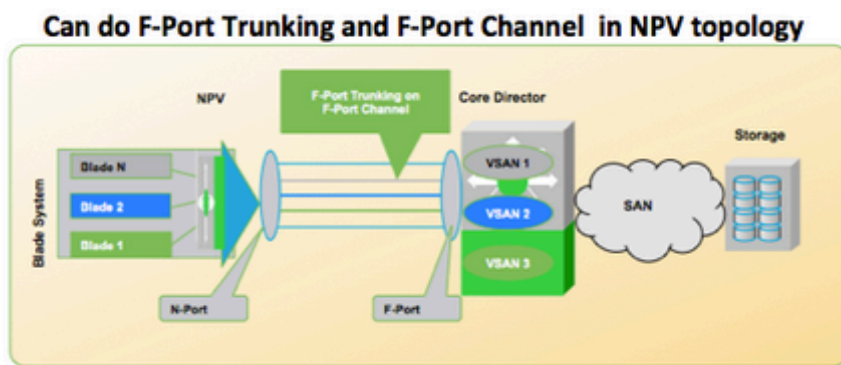 Can do F-Port Trunking and F-Port Channel in NPV topology
NPV
F-Port Trunking on
F-Port Channel
Core Director
Storage
Blade System
Blade N
Blade 2
Blade 1
VSAN 1
VSAN 2
VSAN 3
SAN
N-Port
F-Port